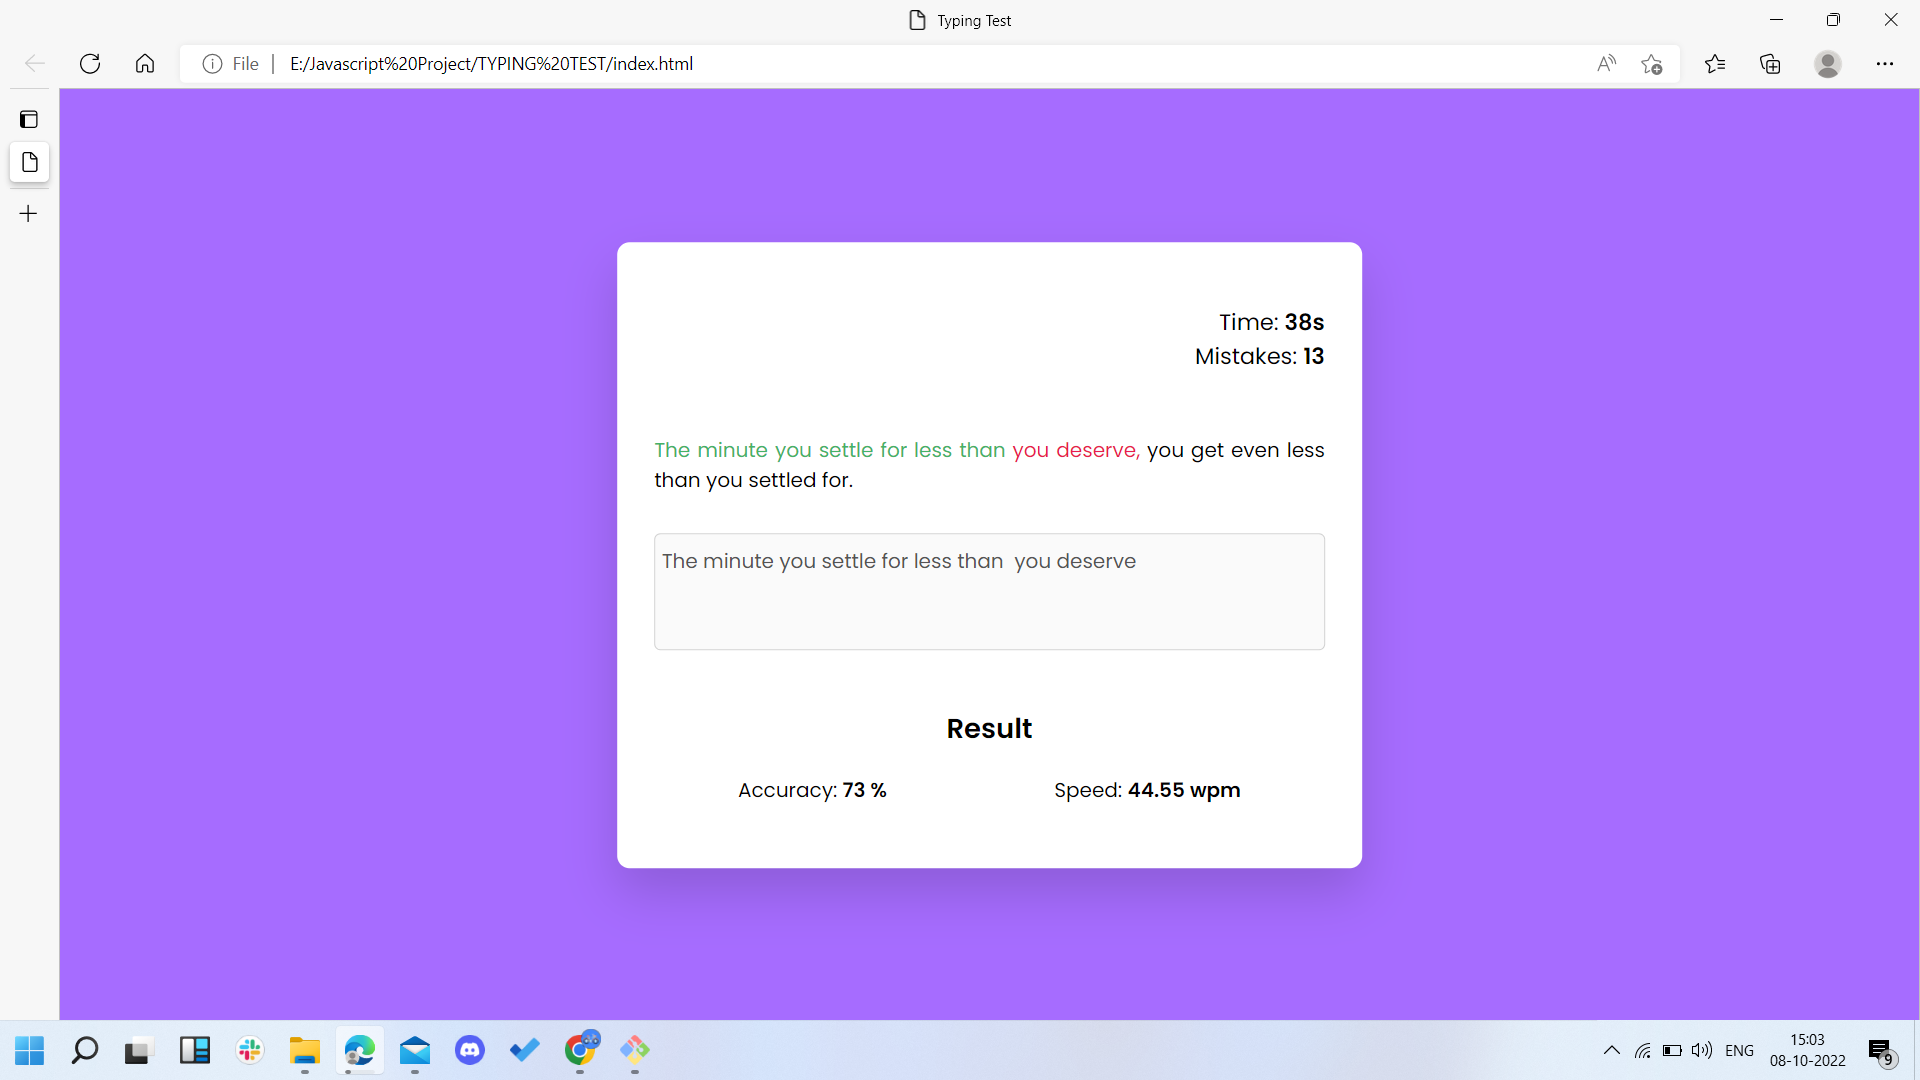 Typing Test
File
E:/Javascript%20Project/TYPING%20TEST/index.html
Time: 38s
Mistakes: 13
The minute you settle for less than you deserve, you get even less
than you settled for.
The minute you settle for less than  you deserve
Result
Accuracy: 73 % Speed: 44.55 wpm
ENG
15:03
08-10-2022
9